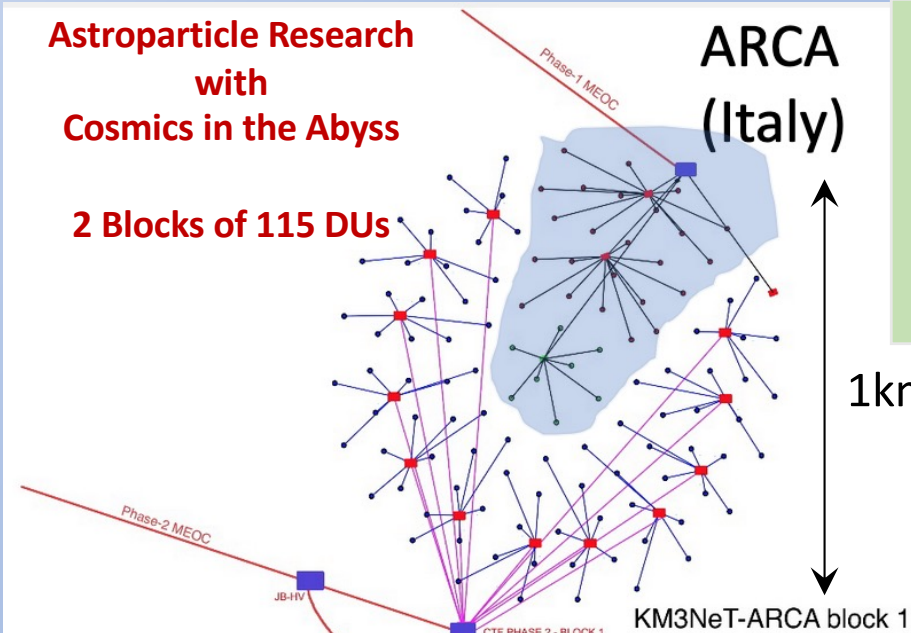 Astroparticle Research
with
Cosmics in the Abyss
2 Blocks of 115 DUs
ARCA
(Italy)
Phase-1 MEOC
1km
Phase-2 MEOC
JB-HV
CTF PHASE 2 - BLOCK 1
KM3NeT-ARCA block 1